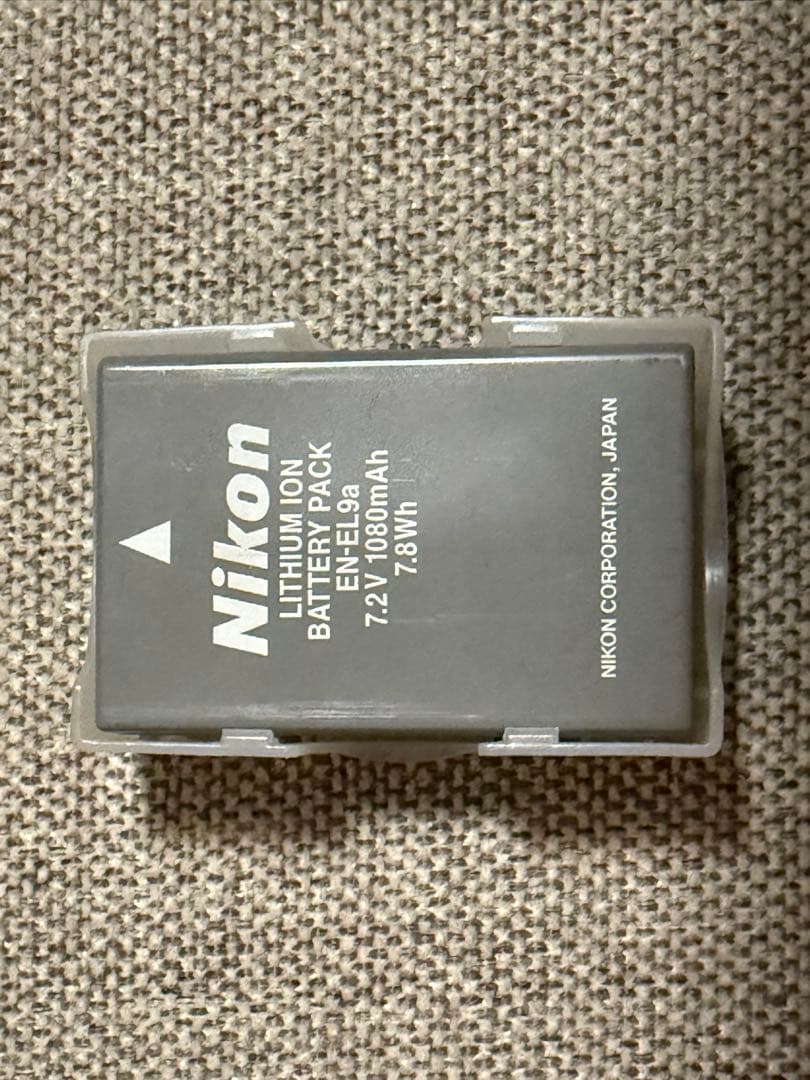 Nikon
LITHIUM ION
BATTERY PACK
EN-EL9a
7.2V 1080mAh
7.8Wh
NIKON CORPORATION, JAPAN